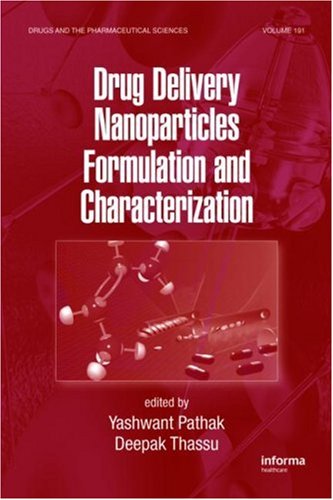 DRUGS AND THE PHARMACEUTICAL SCIENCES
VOLUME 191
Drug Delivery
Nanoparticles
Formulation and
Characterization
edited by
Yashwant Pathak
Deepak Thassu
informa
healthcare